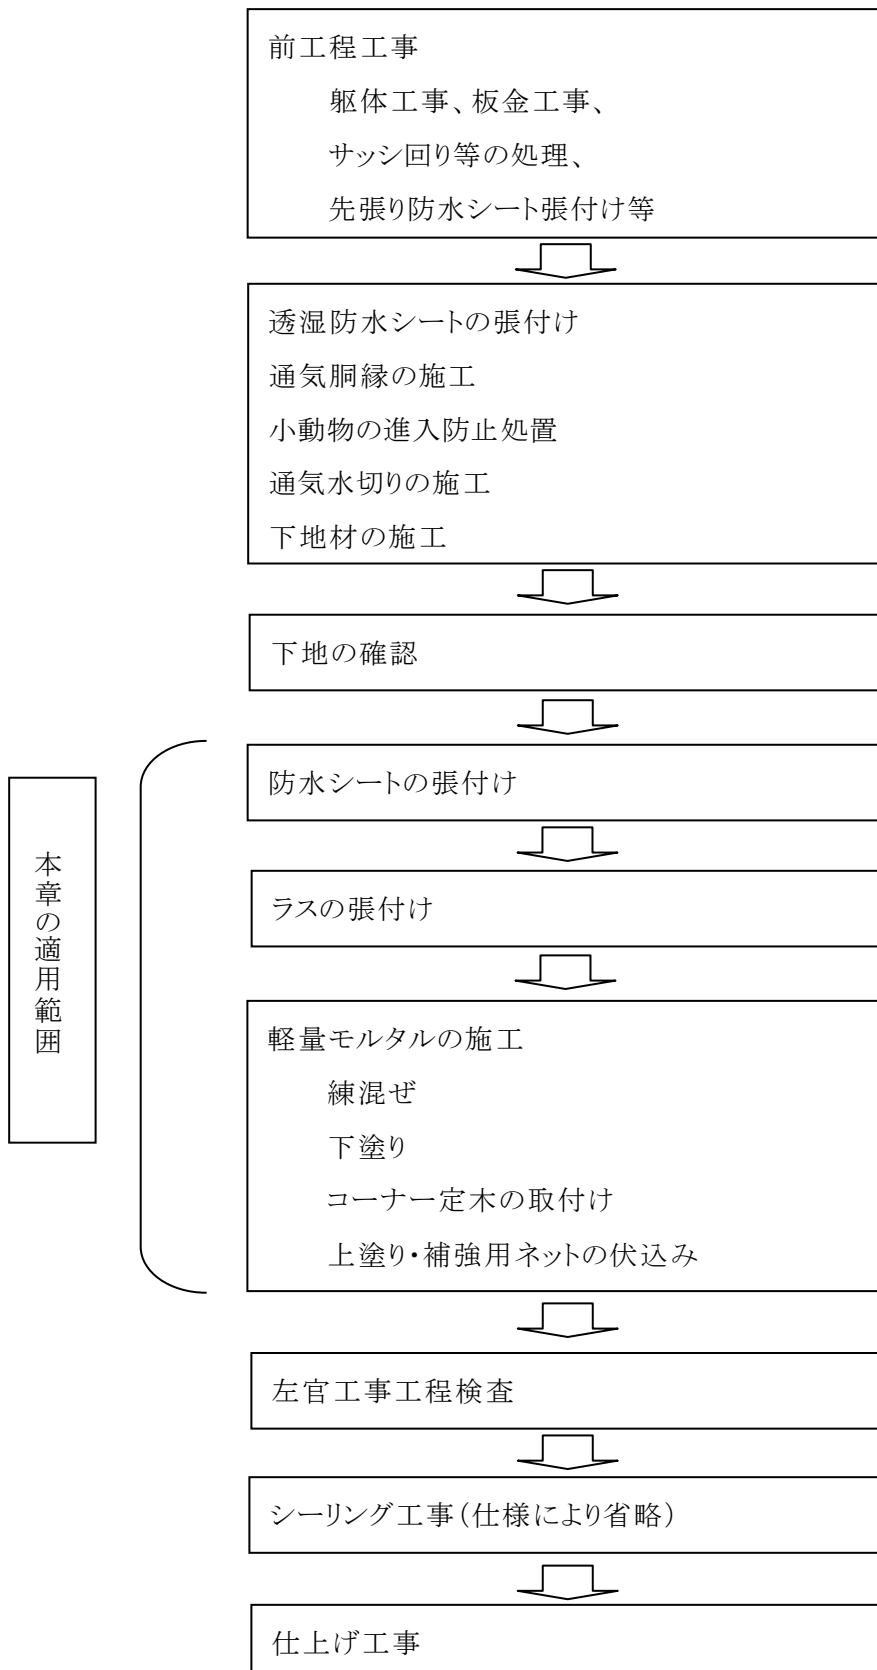 前工程工事
躯体工事、板金工事、
サッシ回り等の処理、
先張り防水シート張付け等
透湿防水シートの張付け
通気胴縁の施工
小動物の進入防止処置
通気水切りの施工
下地材の施工
下地の確認
本章の適用範囲
防水シートの張付け
ラスの張付け
軽量モルタルの施工
練混ぜ
下塗り
コーナー定木の取付け
上塗り・補強用ネットの伏込み
左官工事工程検査
シーリング工事（仕様により省略）
仕上げ工事